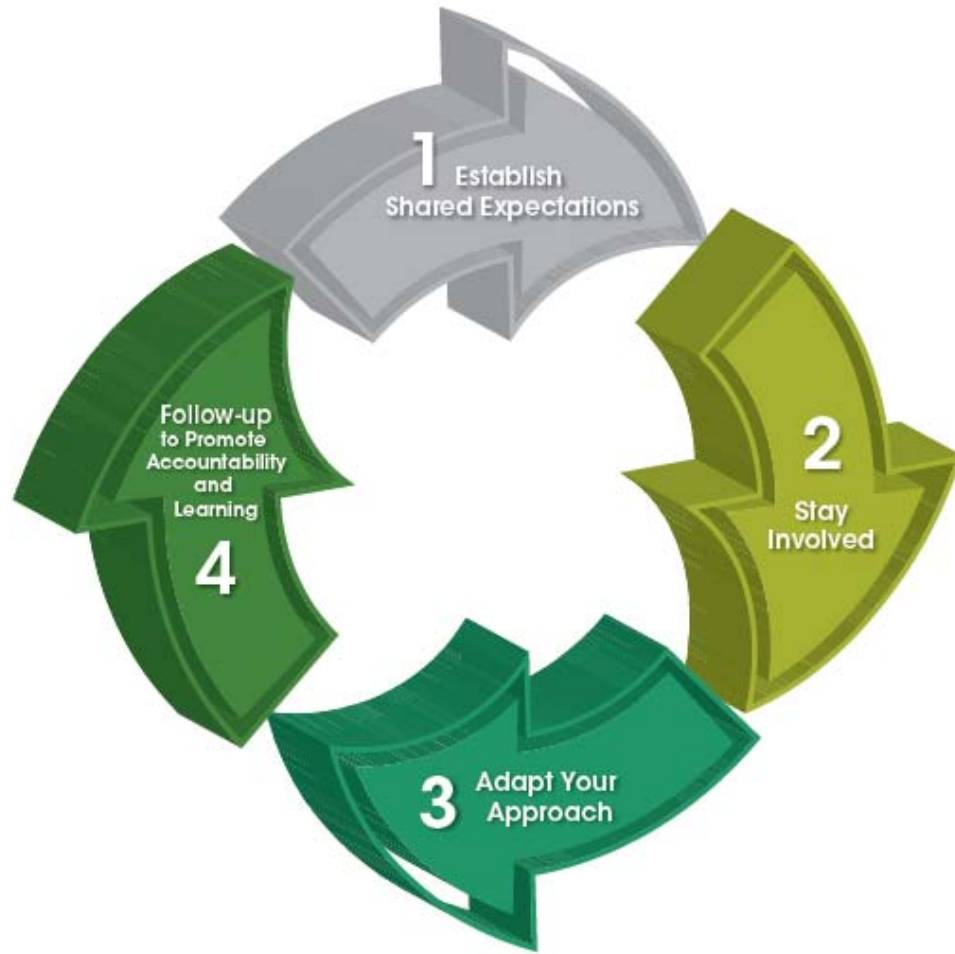 1 Establish
Shared Expectations
2
Stay
Involved
3 Adapt Your
Approach
Follow-up
to Promote
Accountability
and
Learning
4